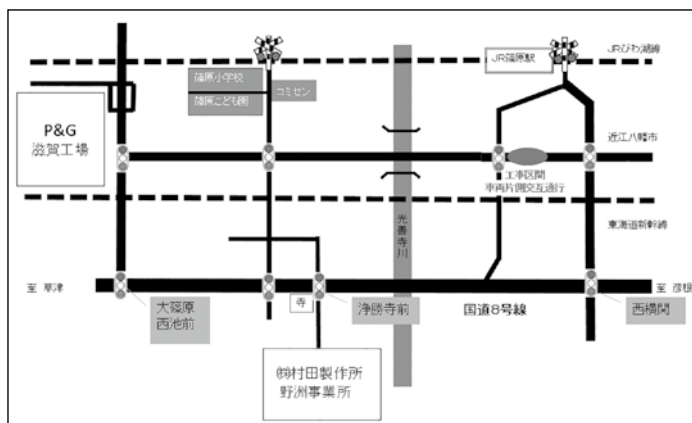 JRびわ湖線
JR篠原駅
篠原小学校
篠原こども園
コミセン
P&G
滋賀工場
近江八幡市
工事区間
車両片側交互通行
東海道新幹線
光善寺川
至 草津
至 彦根
大篠原
西池前
寺
浄勝寺前
国道8号線
西横関
㈱村田製作所
野洲事業所